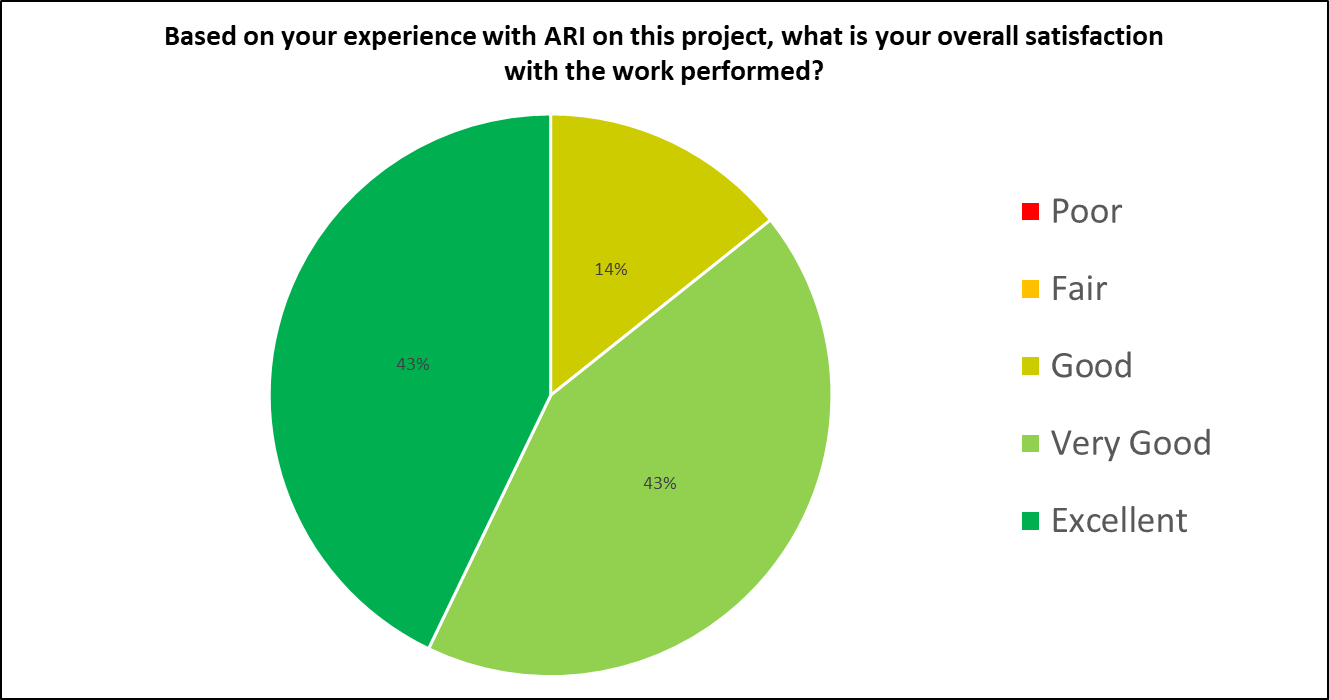 Based on your experience with ARI on this project, what is your overall satisfaction
with the work performed?
14%
43%
43%
Poor
Fair
Good
Very Good
Excellent